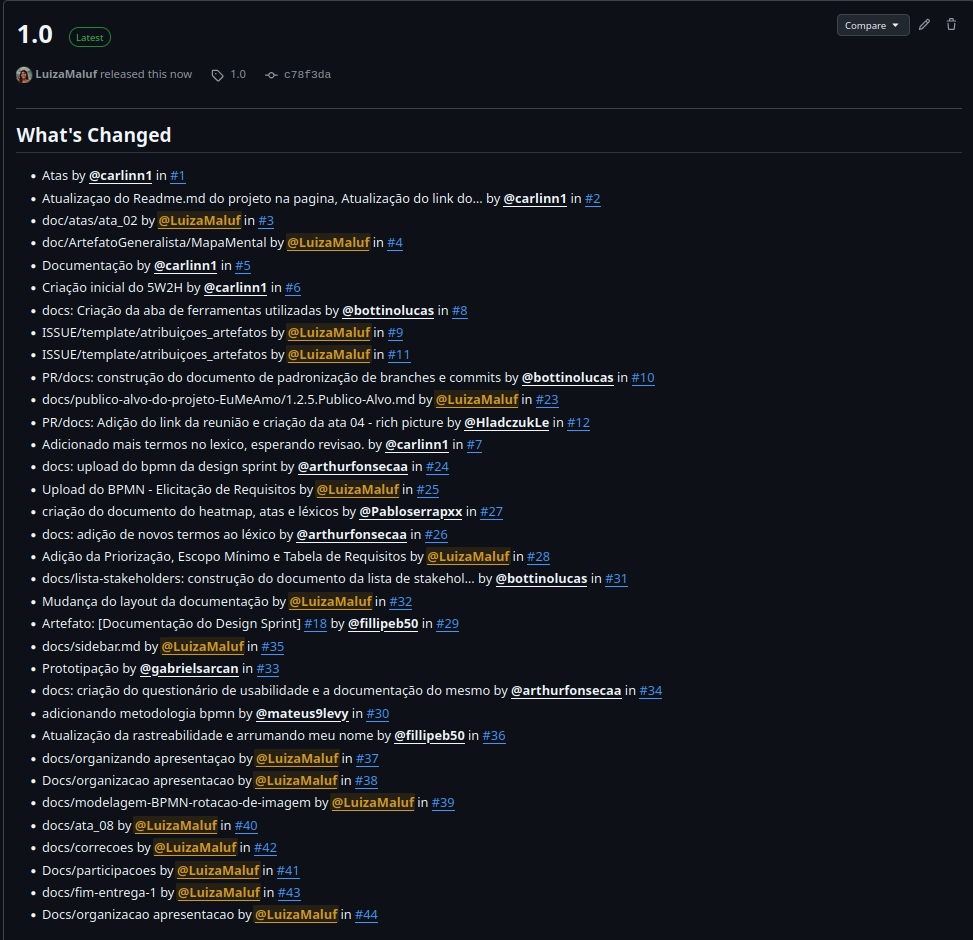 1.0 Latest Compare
LuizaMaluf released this now 1.0 c78f3da
What's Changed
• Atas by @carlinn1 in #1
• Atualizaçao do Readme.md do projeto na pagina, Atualização do link do... by @carlinn1 in #2
• doc/atas/ata_02 by @LuizaMaluf in #3
• doc/ArtefatoGeneralista/MapaMental by @LuizaMaluf in #4
• Documentação by @carlinn1 in #5
• Criação inicial do 5W2H by @carlinn1 in #6
• docs: Criação da aba de ferramentas utilizadas by @bottinolucas in #8
• ISSUE/template/atribuiçoes_artefatos by @LuizaMaluf in #9
• ISSUE/template/atribuiçoes_artefatos by @LuizaMaluf in #11
• PR/docs: construção do documento de padronização de branches e commits by @bottinolucas in #10
• docs/publico-alvo-do-projeto-EuMeAmo/1.2.5.Publico-Alvo.md by @LuizaMaluf in #23
• PR/docs: Adição do link da reunião e criação da ata 04 - rich picture by @HladczukLe in #12
• Adicionado mais termos no lexico, esperando revisao. by @carlinn1 in #7
• docs: upload do bpmn da design sprint by @arthurfonsecaa in #24
• Upload do BPMN - Elicitação de Requisitos by @LuizaMaluf in #25
• criação do documento do heatmap, atas e léxicos by @Pabloserrapxx in #27
• docs: adição de novos termos ao léxico by @arthurfonsecaa in #26
• Adição da Priorização, Escopo Mínimo e Tabela de Requisitos by @LuizaMaluf in #28
• docs/lista-stakeholders: construção do documento da lista de stakehol... by @bottinolucas in #31
• Mudança do layout da documentação by @LuizaMaluf in #32
• Artefato: [Documentação do Design Sprint] #18 by @fillipeb50 in #29
• docs/sidebar.md by @LuizaMaluf in #35
• Prototipação by @gabrielsarcan in #33
• docs: criação do questionário de usabilidade e a documentação do mesmo by @arthurfonsecaa in #34
• adicionando metodologia bpmn by @mateus9levy in #30
• Atualização da rastreabilidade e arrumando meu nome by @fillipeb50 in #36
• docs/organizando apresentaçao by @LuizaMaluf in #37
• Docs/organizacao apresentacao by @LuizaMaluf in #38
• docs/modelagem-BPMN-rotacao-de-imagem by @LuizaMaluf in #39
• docs/ata_08 by @LuizaMaluf in #40
• docs/correcoes by @LuizaMaluf in #42
• Docs/participacoes by @LuizaMaluf in #41
• docs/fim-entrega-1 by @LuizaMaluf in #43
• Docs/organizacao apresentacao by @LuizaMaluf in #44